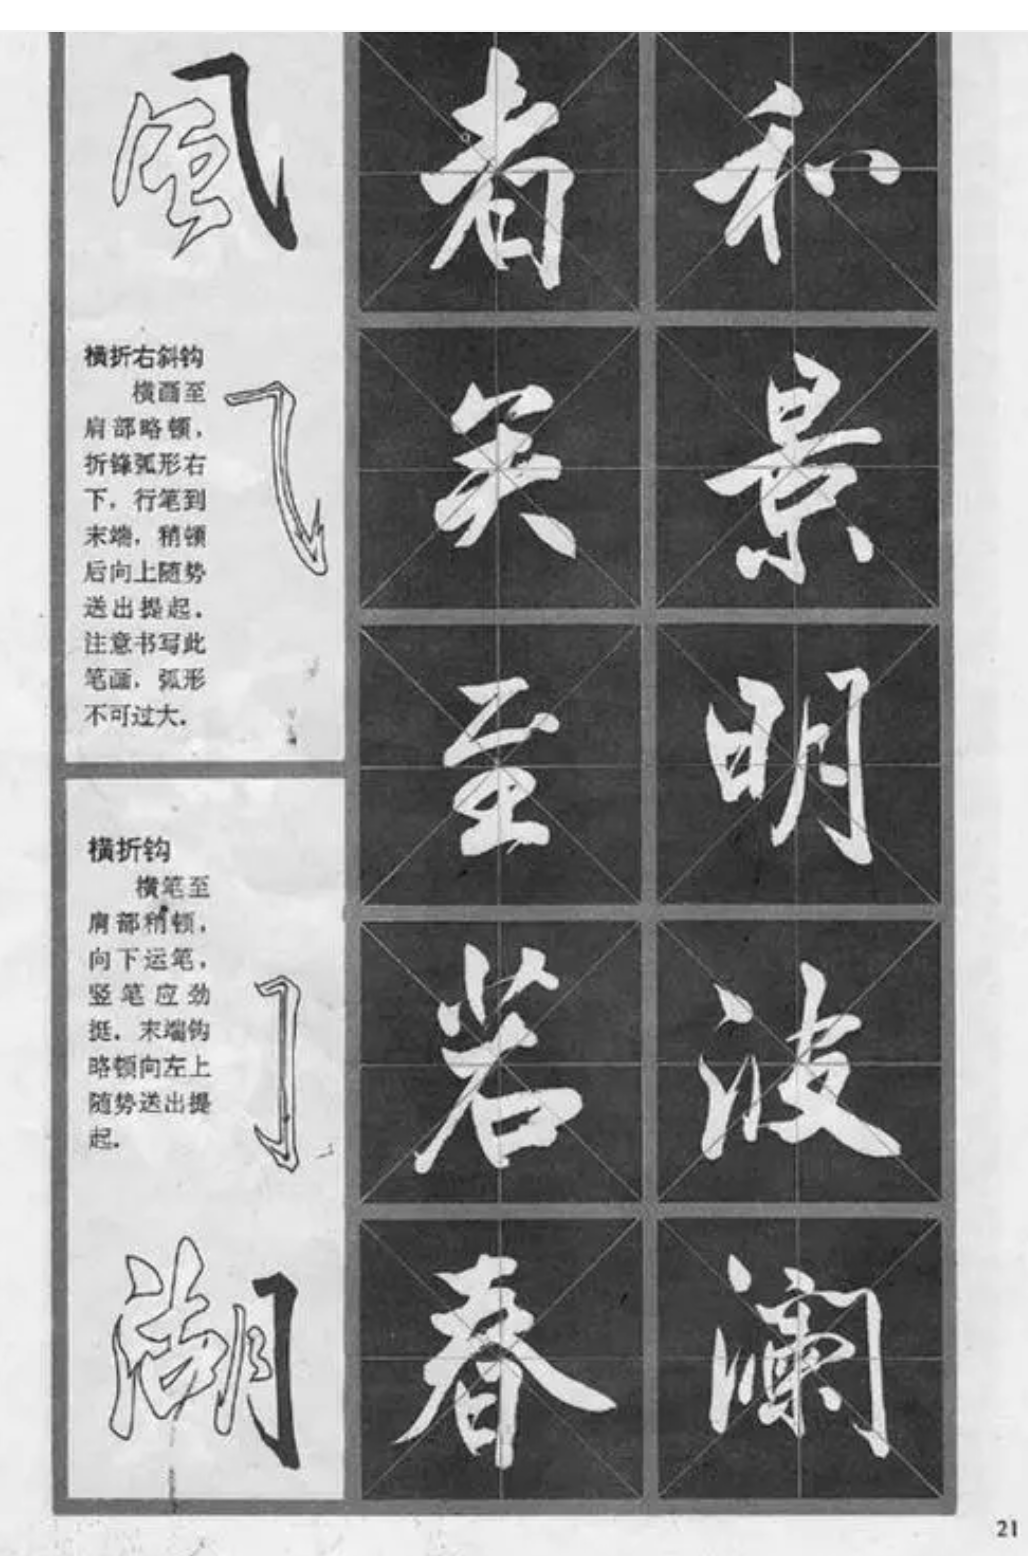 風
横折右斜钩
横画至
肩部略顿，
折锋弧形右
下，行笔到
末端，稍顿
后向上随势
送出提起。
注意书写此
笔画，弧形
不可过大。
横折钩
横笔至
肩部稍顿，
向下运笔，
竖笔应劲
挺。末端钩
略顿向左上
随势送出提
起。
湖
者矣至若春
和景明波澜
21